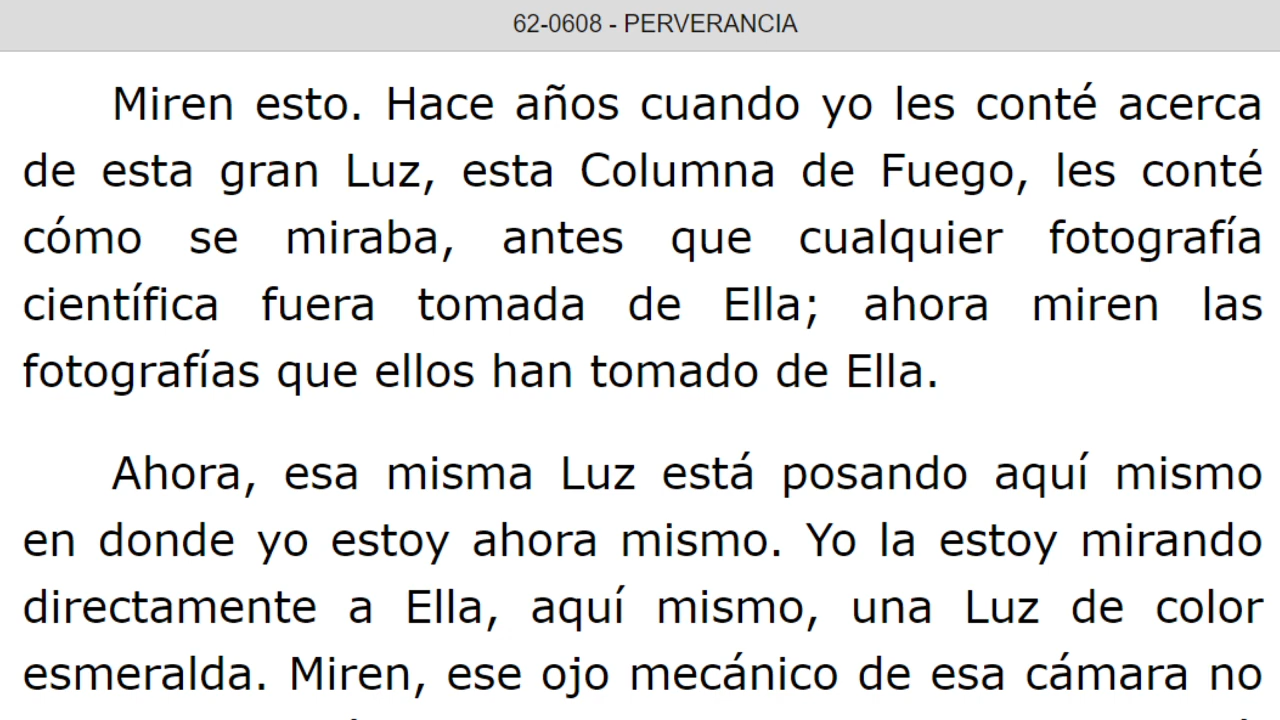 62-0608 - PERVERANCIA
Miren esto. Hace años cuando yo les conté acerca
de esta gran Luz, esta Columna de Fuego, les conté
cómo se miraba, antes que cualquier fotografía
científica fuera tomada de Ella; ahora miren las
fotografías que ellos han tomado de Ella.
Ahora, esa misma Luz está posando aquí mismo
en donde yo estoy ahora mismo. Yo la estoy mirando
directamente a Ella, aquí mismo, una Luz de color
esmeralda. Miren, ese ojo mecánico de esa cámara no